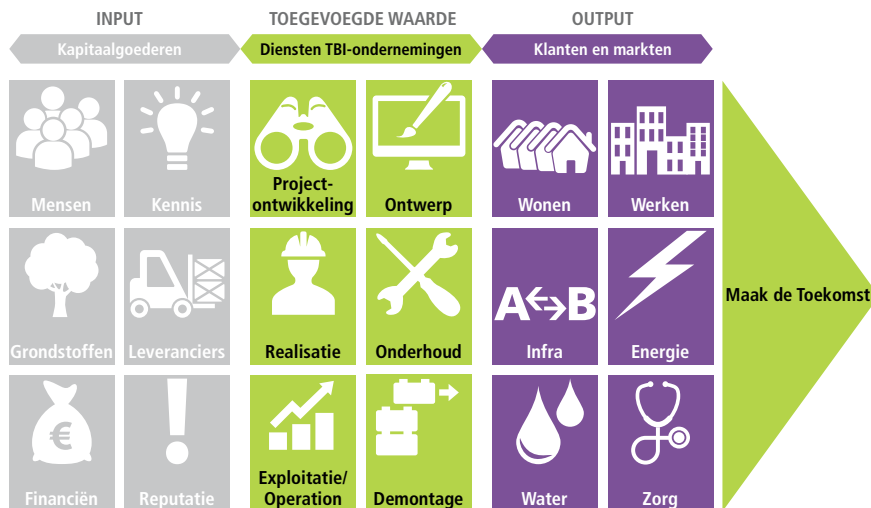 INPUT
TOEGEVOEGDE WAARDE
OUTPUT
Kapitaalgoederen
Diensten TBI-ondernemingen
Klanten en markten
Mensen
Kennis
Project-
ontwikkeling
Ontwerp
Wonen
Werken
Grondstoffen
Leveranciers
Realisatie
Onderhoud
A↔B
Infra
Energie
Maak de Toekomst
€
Financiën
Reputatie
Exploitatie/
Operation
Demontage
Water
Zorg